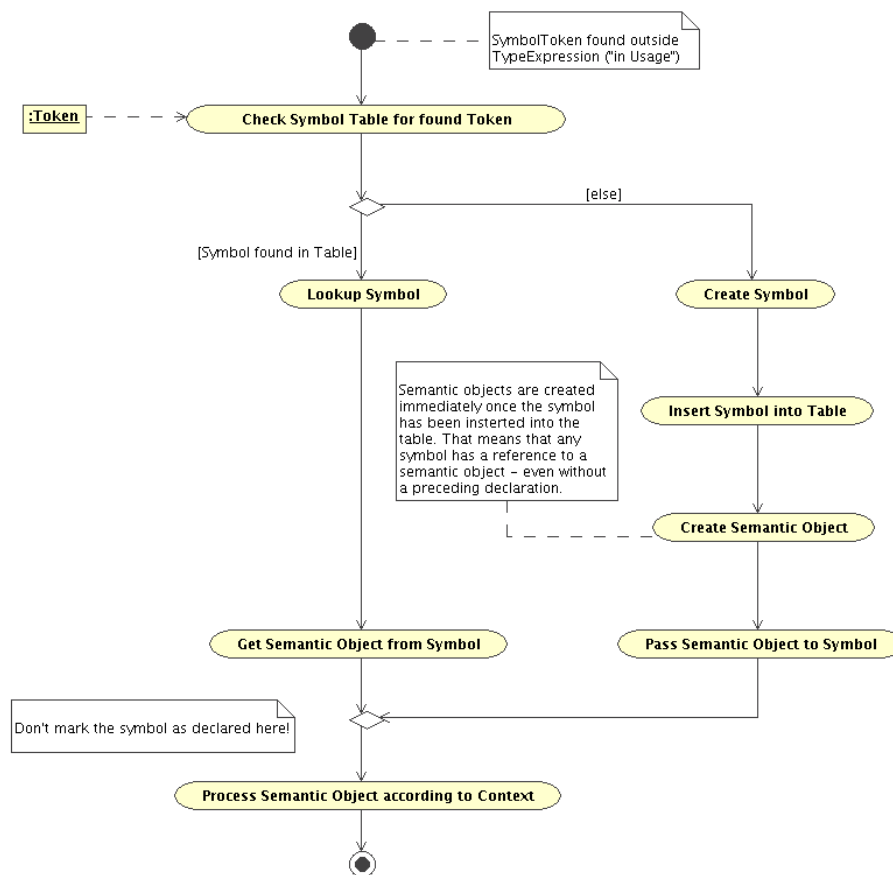 SymbolToken found outside
TypeExpression ("in Usage")
:Token
Check Symbol Table for found Token
[else]
[Symbol found in Table]
Lookup Symbol
Create Symbol
Semantic objects are created
immediately once the symbol
has been insterted into the
table. That means that any
symbol has a reference to a
semantic object – even without
a preceding declaration.
Insert Symbol into Table
Create Semantic Object
Get Semantic Object from Symbol
Pass Semantic Object to Symbol
Don't mark the symbol as declared here!
Process Semantic Object according to Context